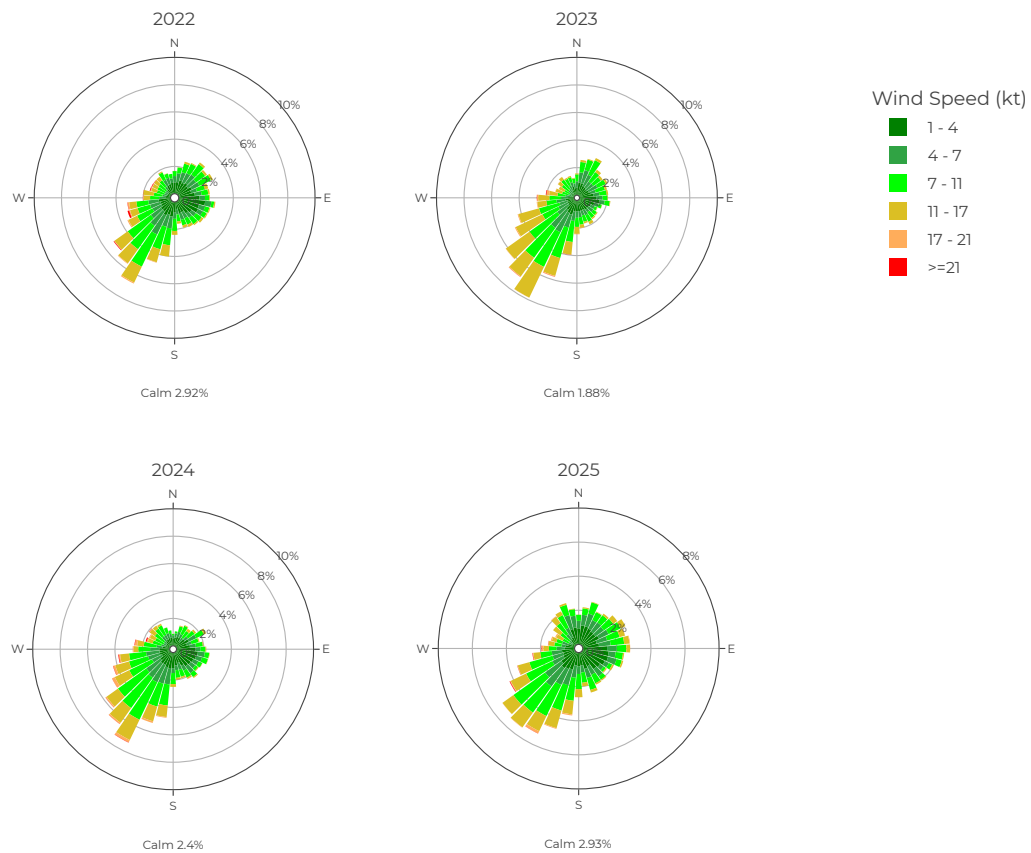 2022
N
10%
8%
6%
4%
2%
W
E
S
Calm 2.92%
2023
N
10%
8%
6%
4%
2%
W
E
S
Calm 1.88%
Wind Speed (kt)
1 - 4
4 - 7
7 - 11
11 - 17
17 - 21
>=21
2024
N
10%
8%
6%
4%
2%
W
E
S
Calm 2.4%
2025
N
8%
6%
4%
2%
W
E
S
Calm 2.93%